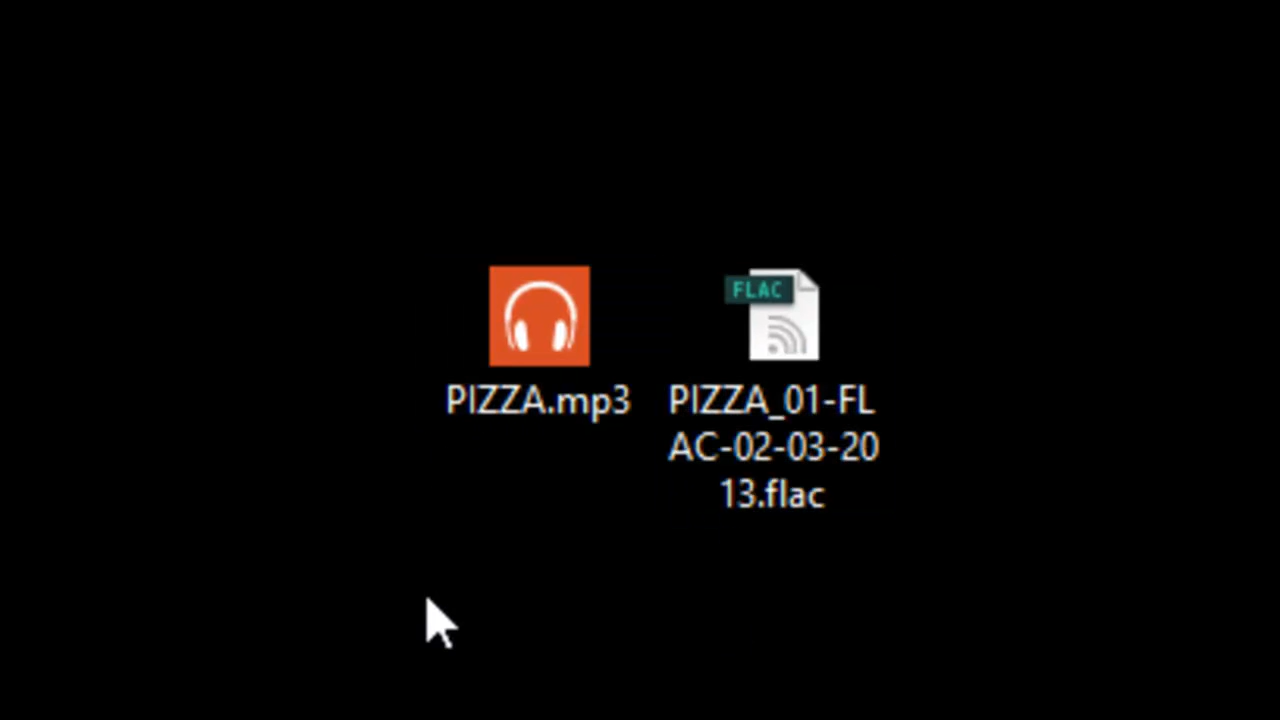 FLAC
PIZZA.mp3
PIZZA_01-FL
AC-02-03-20
13.flac